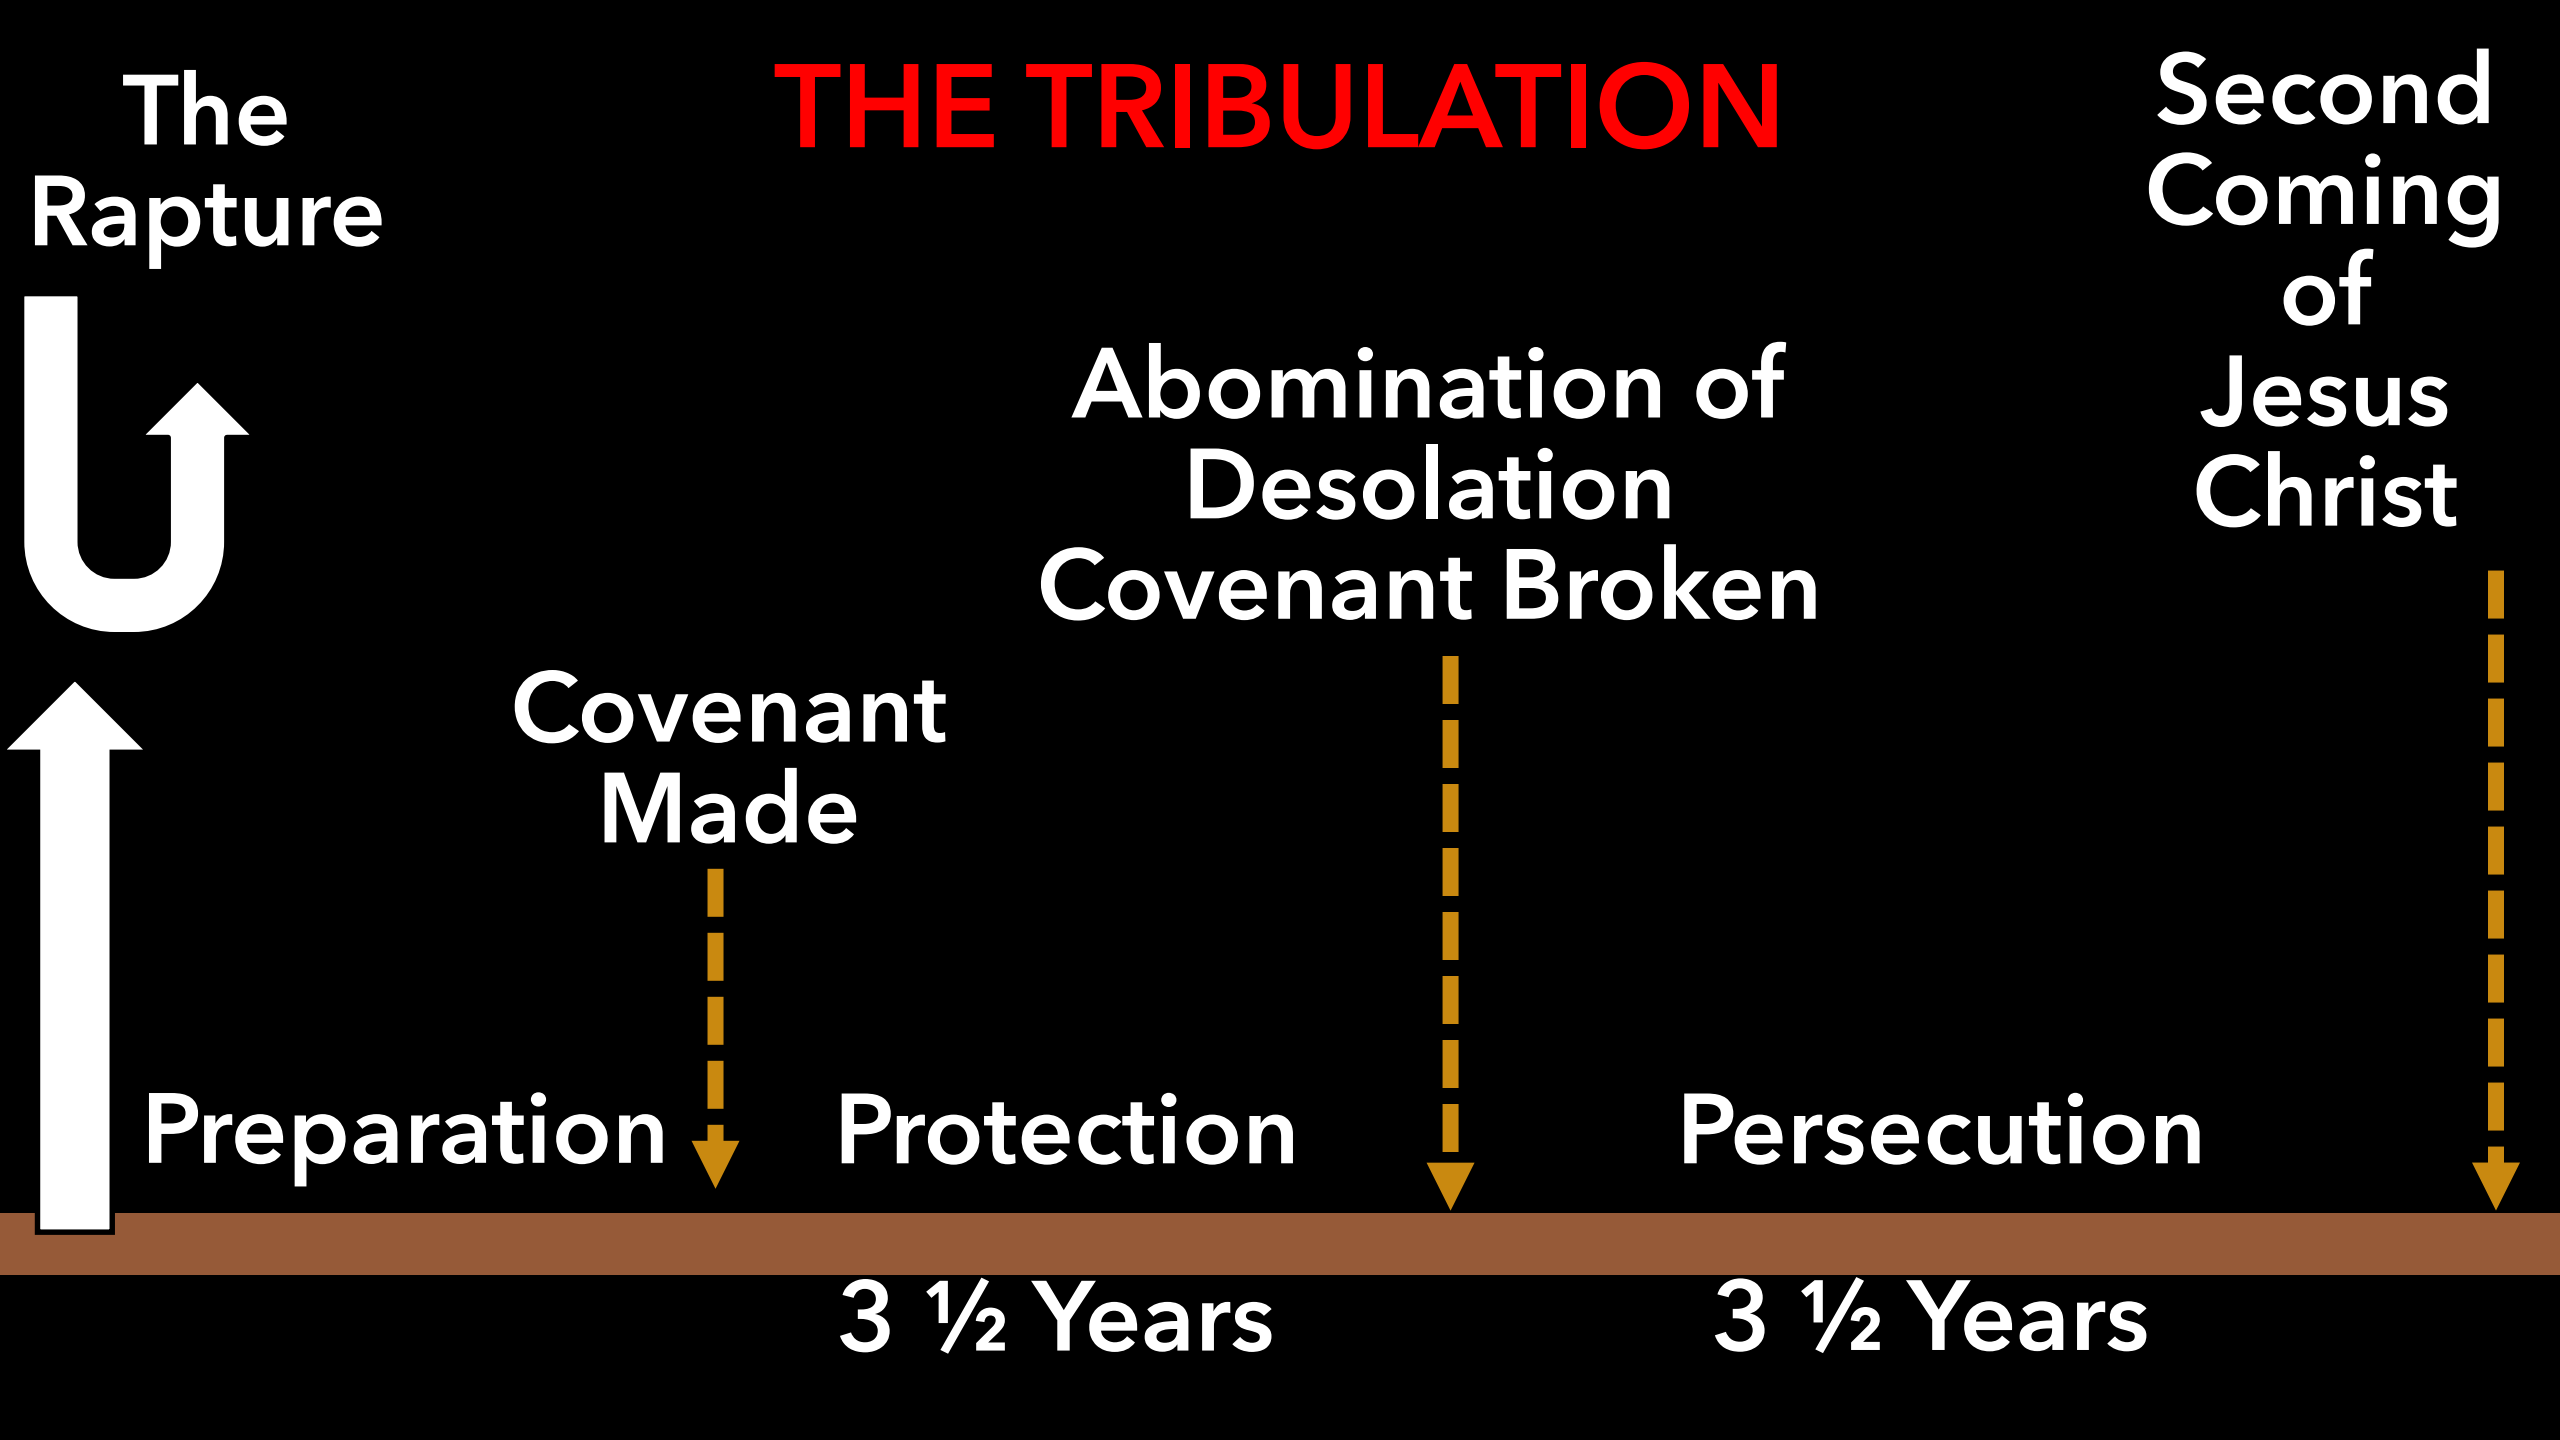 The
Rapture
THE TRIBULATION
Second
Coming
of
Jesus
Christ
Abomination of
Desolation
Covenant Broken
Covenant
Made
Preparation
Protection
Persecution
3 ½ Years
3 ½ Years